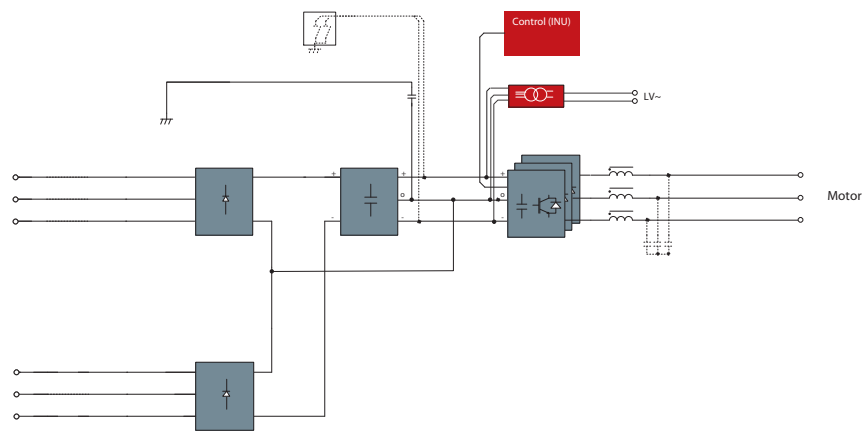 Control (INU)
LV~
+
+
+
o
o
-
-
-
Motor